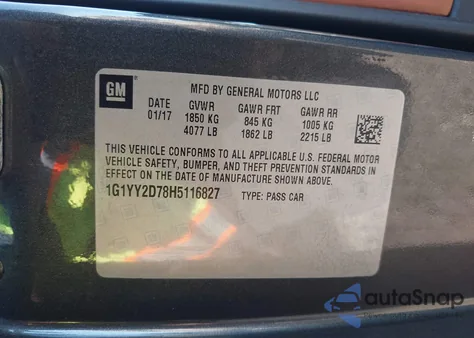 GM
MFD BY GENERAL MOTORS LLC
DATE GVWR GAWR FRT GAWR RR
01/17 1850 KG 845 KG 1005 KG
4077 LB 1862 LB 2215 LB
THIS VEHICLE CONFORMS TO ALL APPLICABLE U.S. FEDERAL MOTOR
VEHICLE SAFETY, BUMPER, AND THEFT PREVENTION STANDARDS IN
EFFECT ON THE DATE OF MANUFACTURE SHOWN ABOVE.
1G1YY2D78H5116827 TYPE: PASS CAR
autaSnap